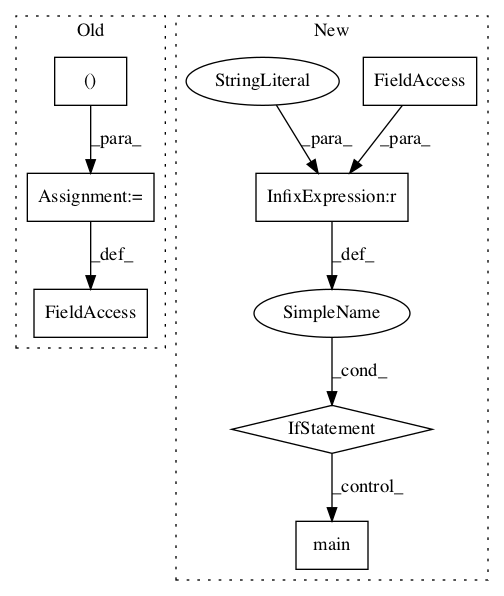 Old
New
()
StringLiteral
FieldAccess
_para_
_para_
_para_
Assignment:=
InfixExpression:r
_def_
_def_
FieldAccess
SimpleName
_cond_
IfStatement
_control_
main